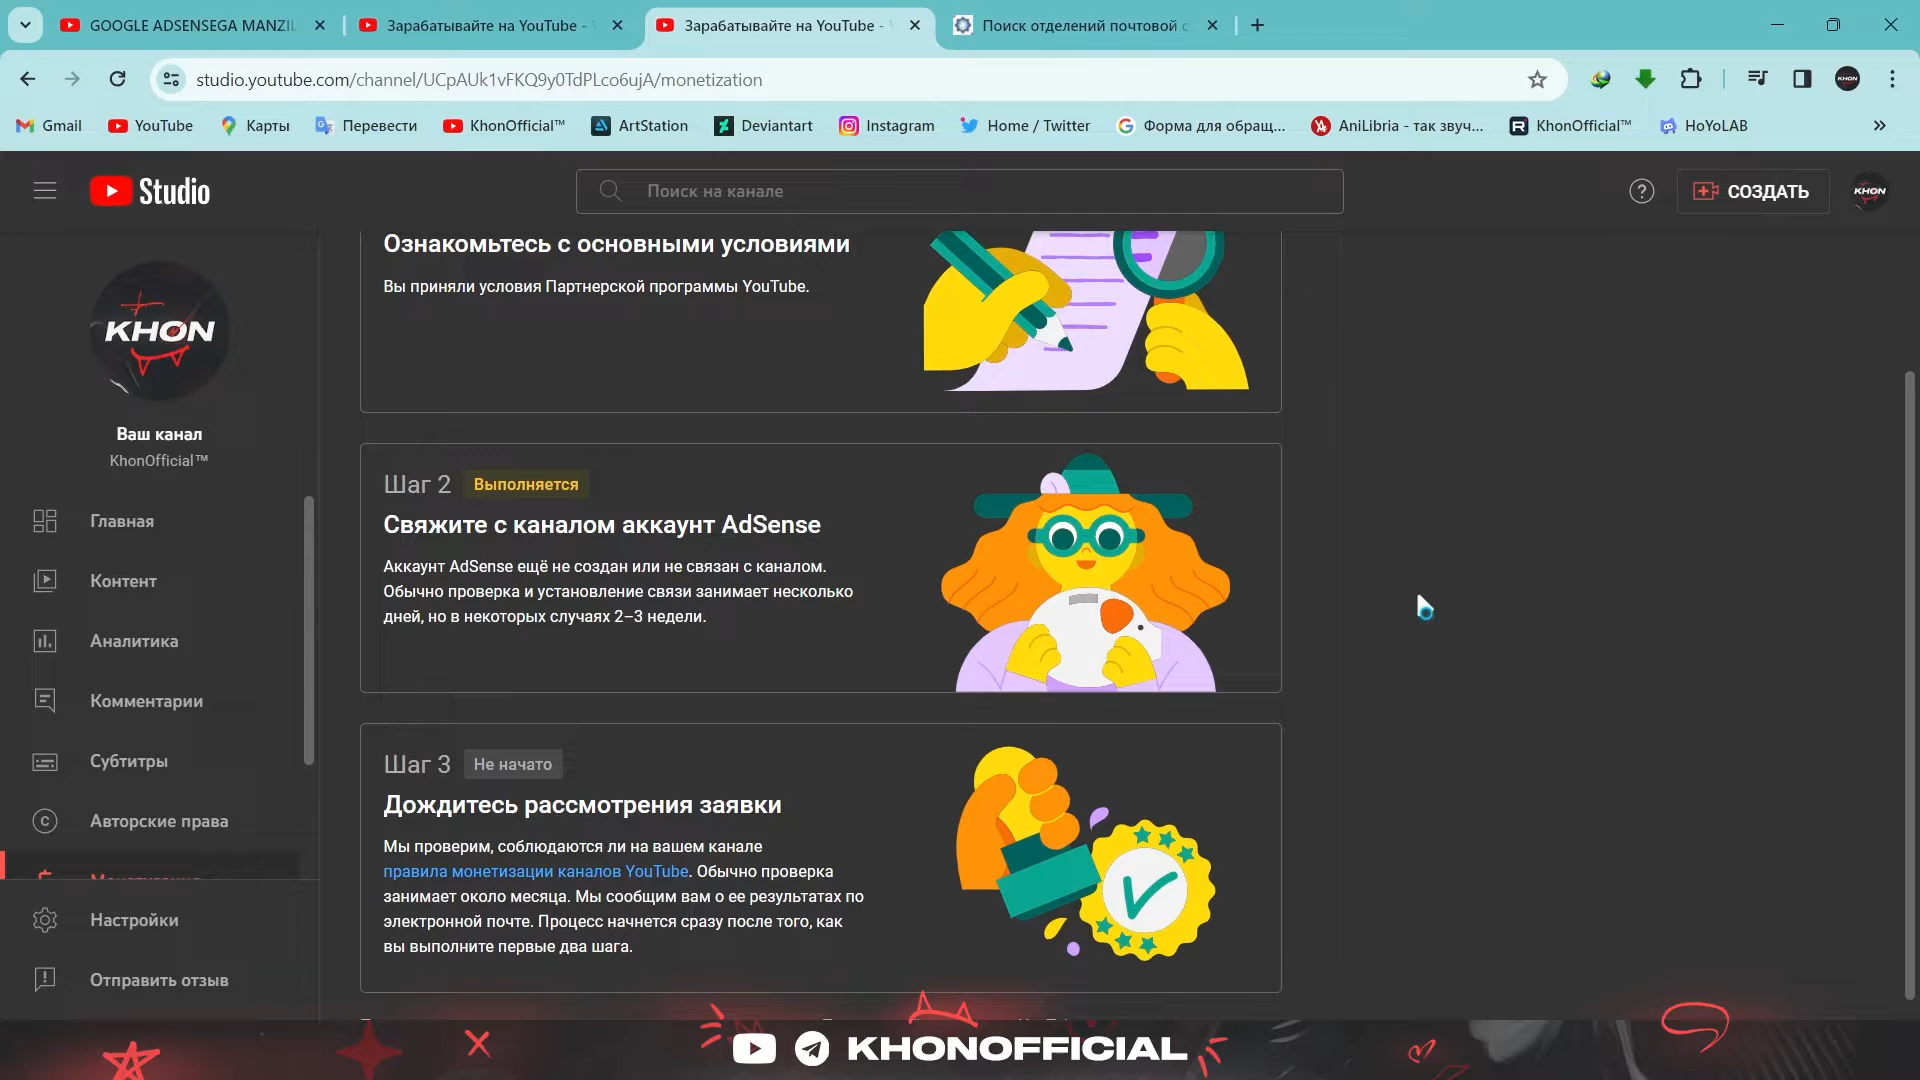 GOOGLE ADSENSEGA MANZIL
Зарабатывайте на YouTube -
Зарабатывайте на YouTube -
Поиск отделений почтовой с
studio.youtube.com/channel/UCpAUk1vFKQ9y0TdPLco6ujA/monetization
Gmail
YouTube
Карты
Перевести
KhonOfficial™
ArtStation
Deviantart
Instagram
Home / Twitter
Форма для обращ...
AniLibria - так звуч...
KhonOfficial™
HoYoLAB
Studio
Поиск на канале
СОЗДАТЬ
KHON
KHON
Ваш канал
KhonOfficial™
Главная
Контент
Аналитика
Комментарии
Субтитры
Авторские права
Настройки
Отправить отзыв
Ознакомьтесь с основными условиями
Вы приняли условия Партнерской программы YouTube.
Шаг 2 Выполняется
Свяжите с каналом аккаунт AdSense
Аккаунт AdSense ещё не создан или не связан с каналом.
Обычно проверка и установление связи занимает несколько
дней, но в некоторых случаях 2–3 недели.
Шаг 3 Не начато
Дождитесь рассмотрения заявки
Мы проверим, соблюдаются ли на вашем канале
правила монетизации каналов YouTube. Обычно проверка
занимает около месяца. Мы сообщим вам о ее результатах по
электронной почте. Процесс начнется сразу после того, как
вы выполните первые два шага.
KHONOFFICIAL